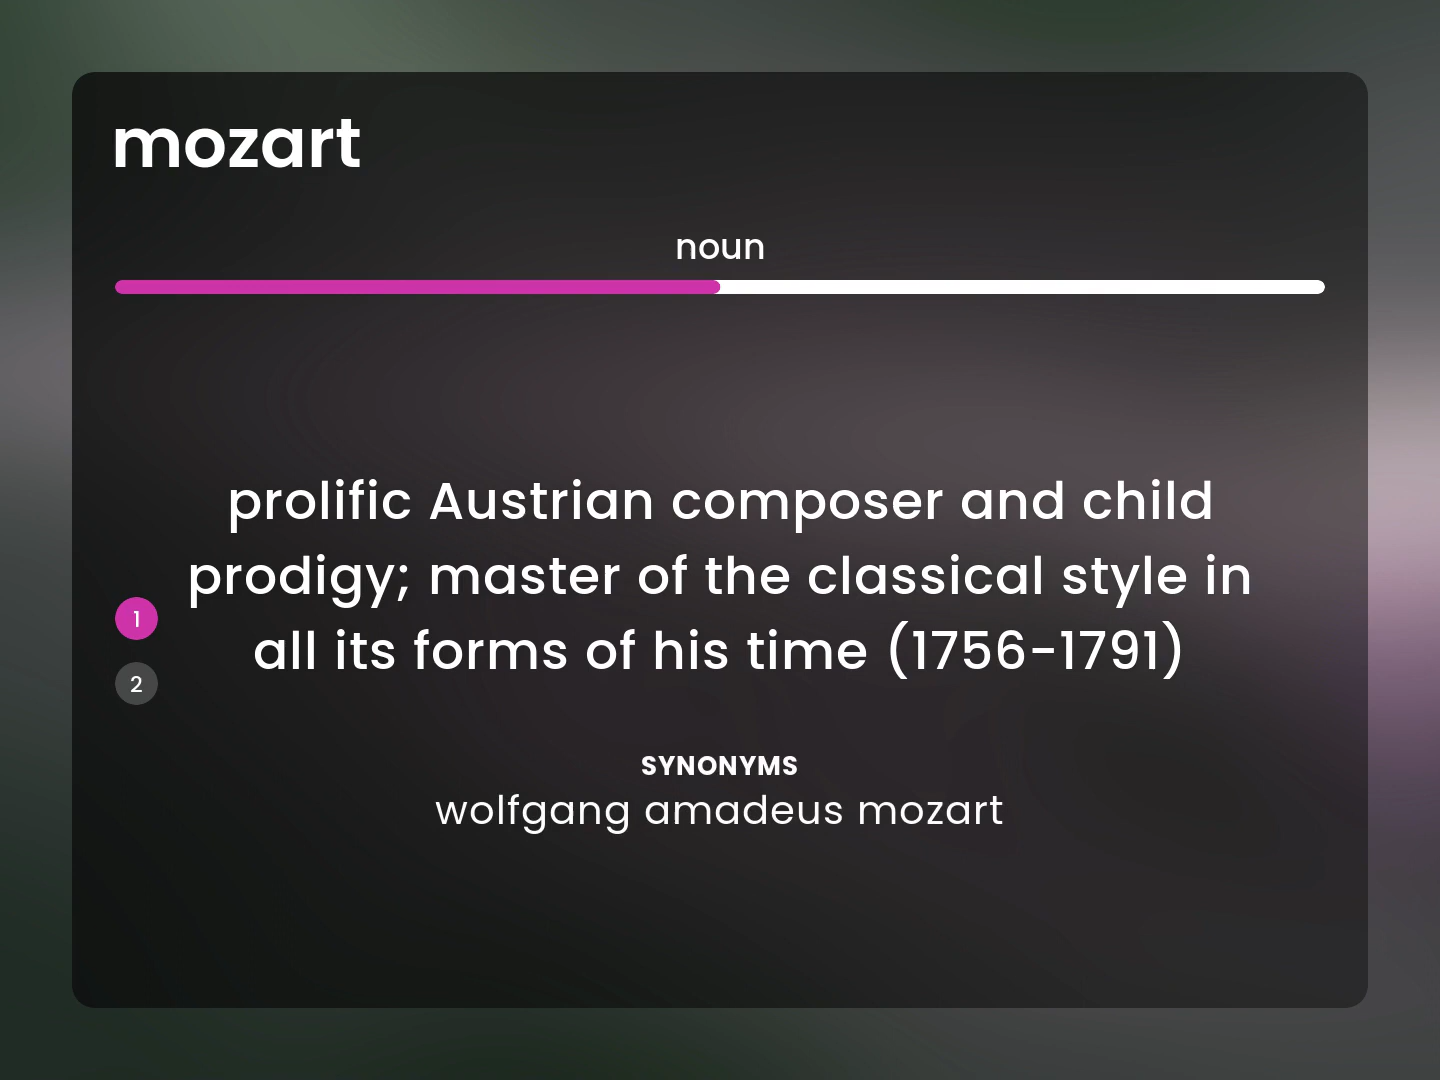 mozart
noun
prolific Austrian composer and child
prodigy; master of the classical style in
all its forms of his time (1756-1791)
1
2
SYNONYMS
wolfgang amadeus mozart